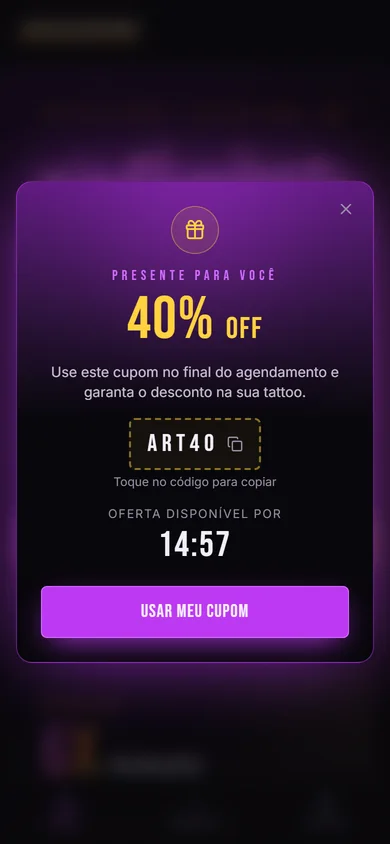 PRESENTE PARA VOCÊ
40% OFF
Use este cupom no final do agendamento e
garanta o desconto na sua tattoo.
ART40
Toque no código para copiar
OFERTA DISPONÍVEL POR
14:57
USAR MEU CUPOM